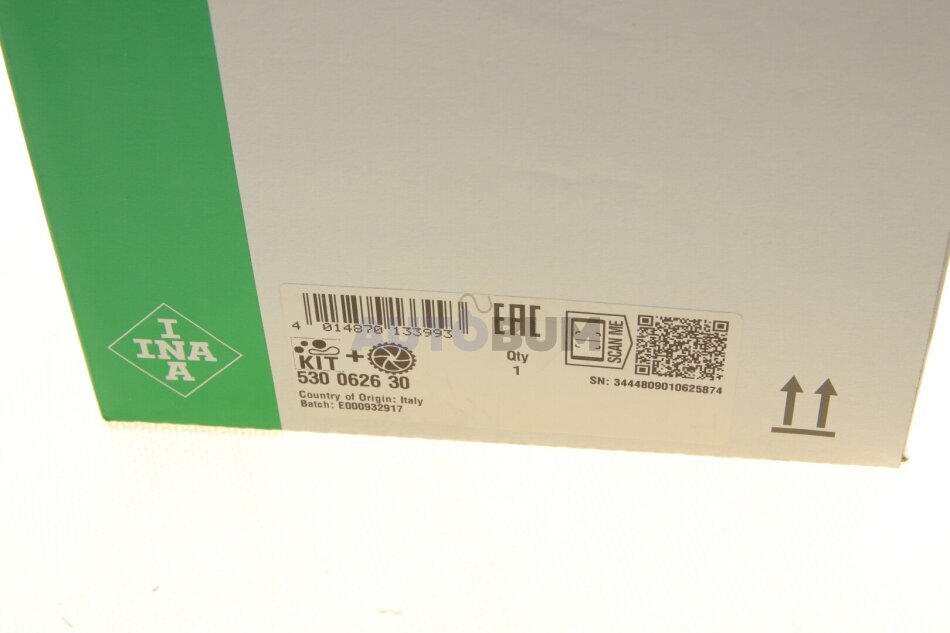 INA
INA
4 014870 133993
EAC
KIT +
530 0626 30
Country of Origin: Italy
Batch: E000932917
Qty
1
SCAN ME
SN: 3444809010625874
AUTOBUM